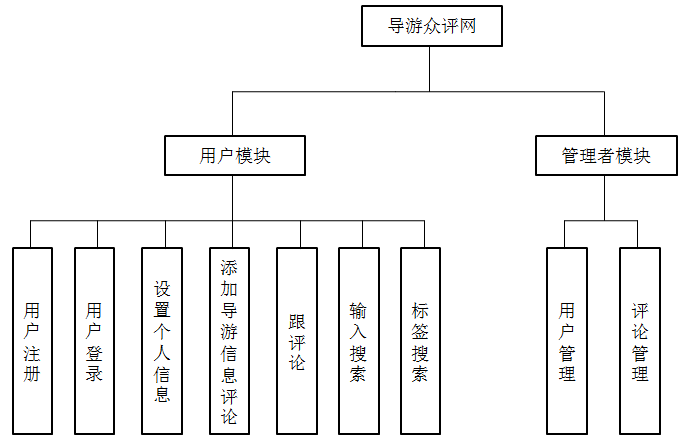 导游众评网
用户模块
管理者模块
用户注册
用户登录
设置个人信息
添加导游信息评论
跟评论
输入搜索
标签搜索
用户管理
评论管理